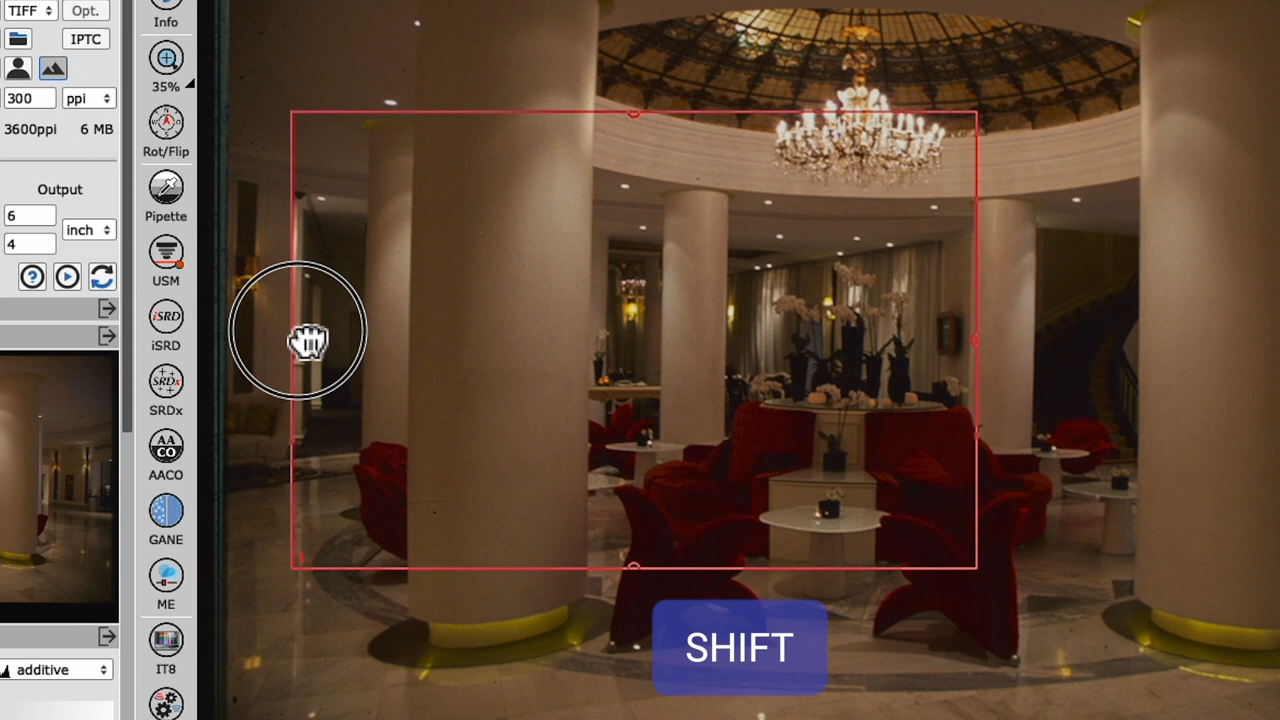 TIFF
Opt.
IPTC
300
ppi
3600ppi
6 MB
Output
6
4
inch
Info
35%
Rot/Flip
Pipette
USM
iSRD
iSRD
SRDx
SRDx
AA
CO
AACO
GANE
ME
IT8
additive
1
SHIFT